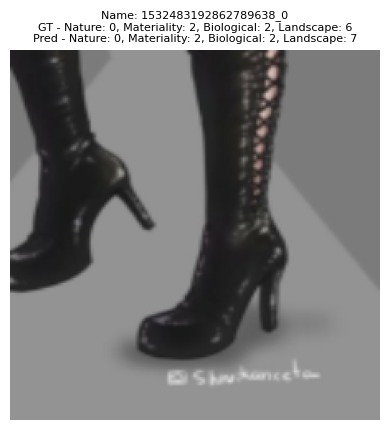 Name: 1532483192862789638_0
GT - Nature: 0, Materiality: 2, Biological: 2, Landscape: 6
Pred - Nature: 0, Materiality: 2, Biological: 2, Landscape: 7